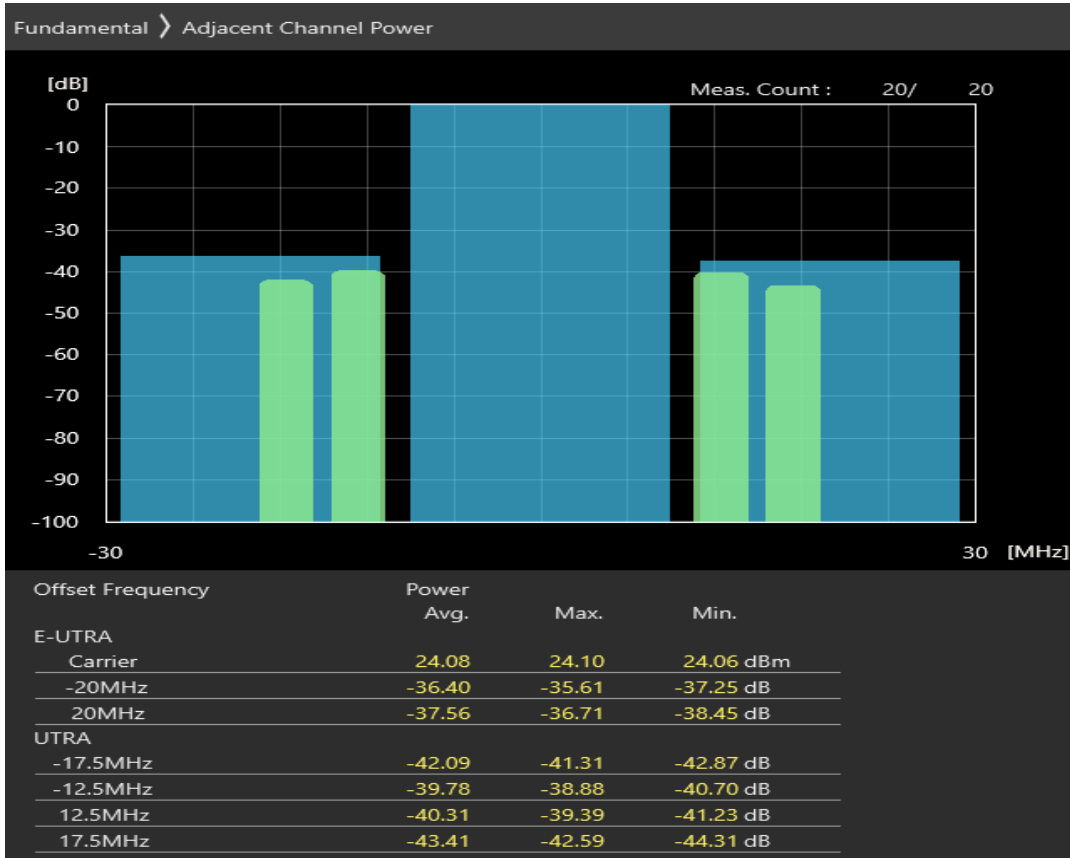 Fundamental 〉 Adjacent Channel Power
[dB]
Meas. Count : 20/ 20
0
-10
-20
-30
-40
-50
-60
-70
-80
-90
-100
-30 30 [MHz]
Offset Frequency Power
Avg. Max. Min.
E-UTRA
Carrier 24.08 24.10 24.06 dBm
-20MHz -36.40 -35.61 -37.25 dB
20MHz -37.56 -36.71 -38.45 dB
UTRA
-17.5MHz -42.09 -41.31 -42.87 dB
-12.5MHz -39.78 -38.88 -40.70 dB
12.5MHz -40.31 -39.39 -41.23 dB
17.5MHz -43.41 -42.59 -44.31 dB